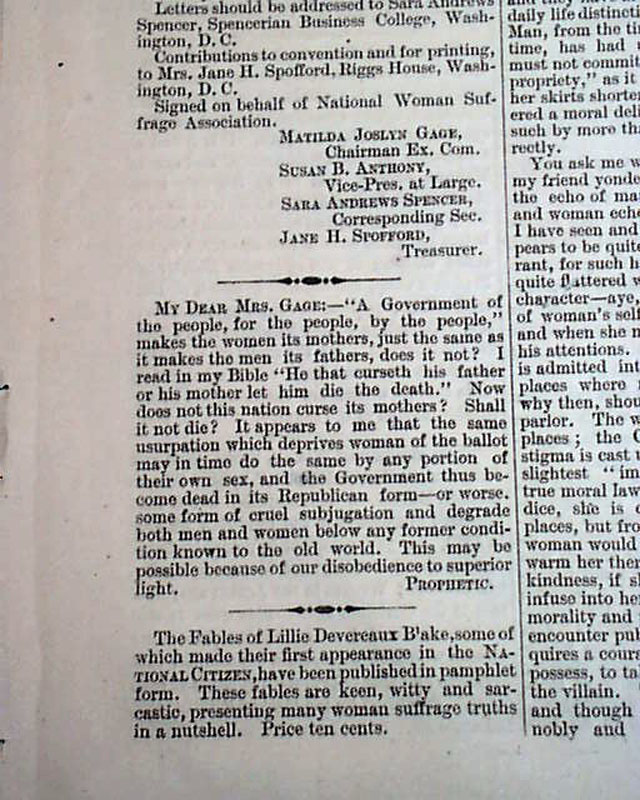 Letters should be addressed to Sara Andrews
Spencer, Spencerian Business College, Wash-
ington, D. C.
Contributions to convention and for printing,
to Mrs. Jane H. Spofford, Riggs House, Wash-
ington, D. C.
Signed on behalf of National Woman Suf-
frage Association.
MATILDA JOSLYN GAGE,
Chairman Ex. Com.
SUSAN B. ANTHONY,
Vice-Pres. at Large.
SARA ANDREWS SPENCER,
Corresponding Sec.
JANE H. SPOFFORD,
Treasurer.
MY DEAR MRS. GAGE:—“A Government of
the people, for the people, by the people,”
makes the women its mothers, just the same as
it makes the men its fathers, does it not? I
read in my Bible “He that curseth his father
or his mother let him die the death.” Now
does not this nation curse its mothers? Shall
it not die? It appears to me that the same
usurpation which deprives woman of the ballot
may in time do the same by any portion of
their own sex, and the Government thus be-
come dead in its Republican form—or worse.
some form of cruel subjugation and degrade
both men and women below any former condi-
tion known to the old world. This may be
possible because of our disobedience to superior
light. PROPHETIC.
The Fables of Lillie Devereaux B'ake,some of
which made their first appearance in the NA-
TIONAL CITIZEN,have been published in pamphlet
form. These fables are keen, witty and sar-
castic, presenting many woman suffrage truths
in a nutshell. Price ten cents.
daily life distincti
Man, from the ti
time, has had
must not commit
propriety,” as it
her skirts shorte
ered a moral deli
such by more tha
rectly.
You ask me w
my friend yonde
the echo of ma
and woman eche
I have seen and
pears to be quite
rant, for such h
quite flattered w
character—aye,
of woman's self
and when she m
his attentions.
is admitted int
places where
why then, shou
parlor. The w
places; the C
stigma is cast u
slightest “im
true moral law
dice, she is c
places, but fro
woman would
warm her ther
kindness, if s
infuse into he
morality and
encounter pul
quires a cours
possess, to ta
the villain.
and though
nobly and